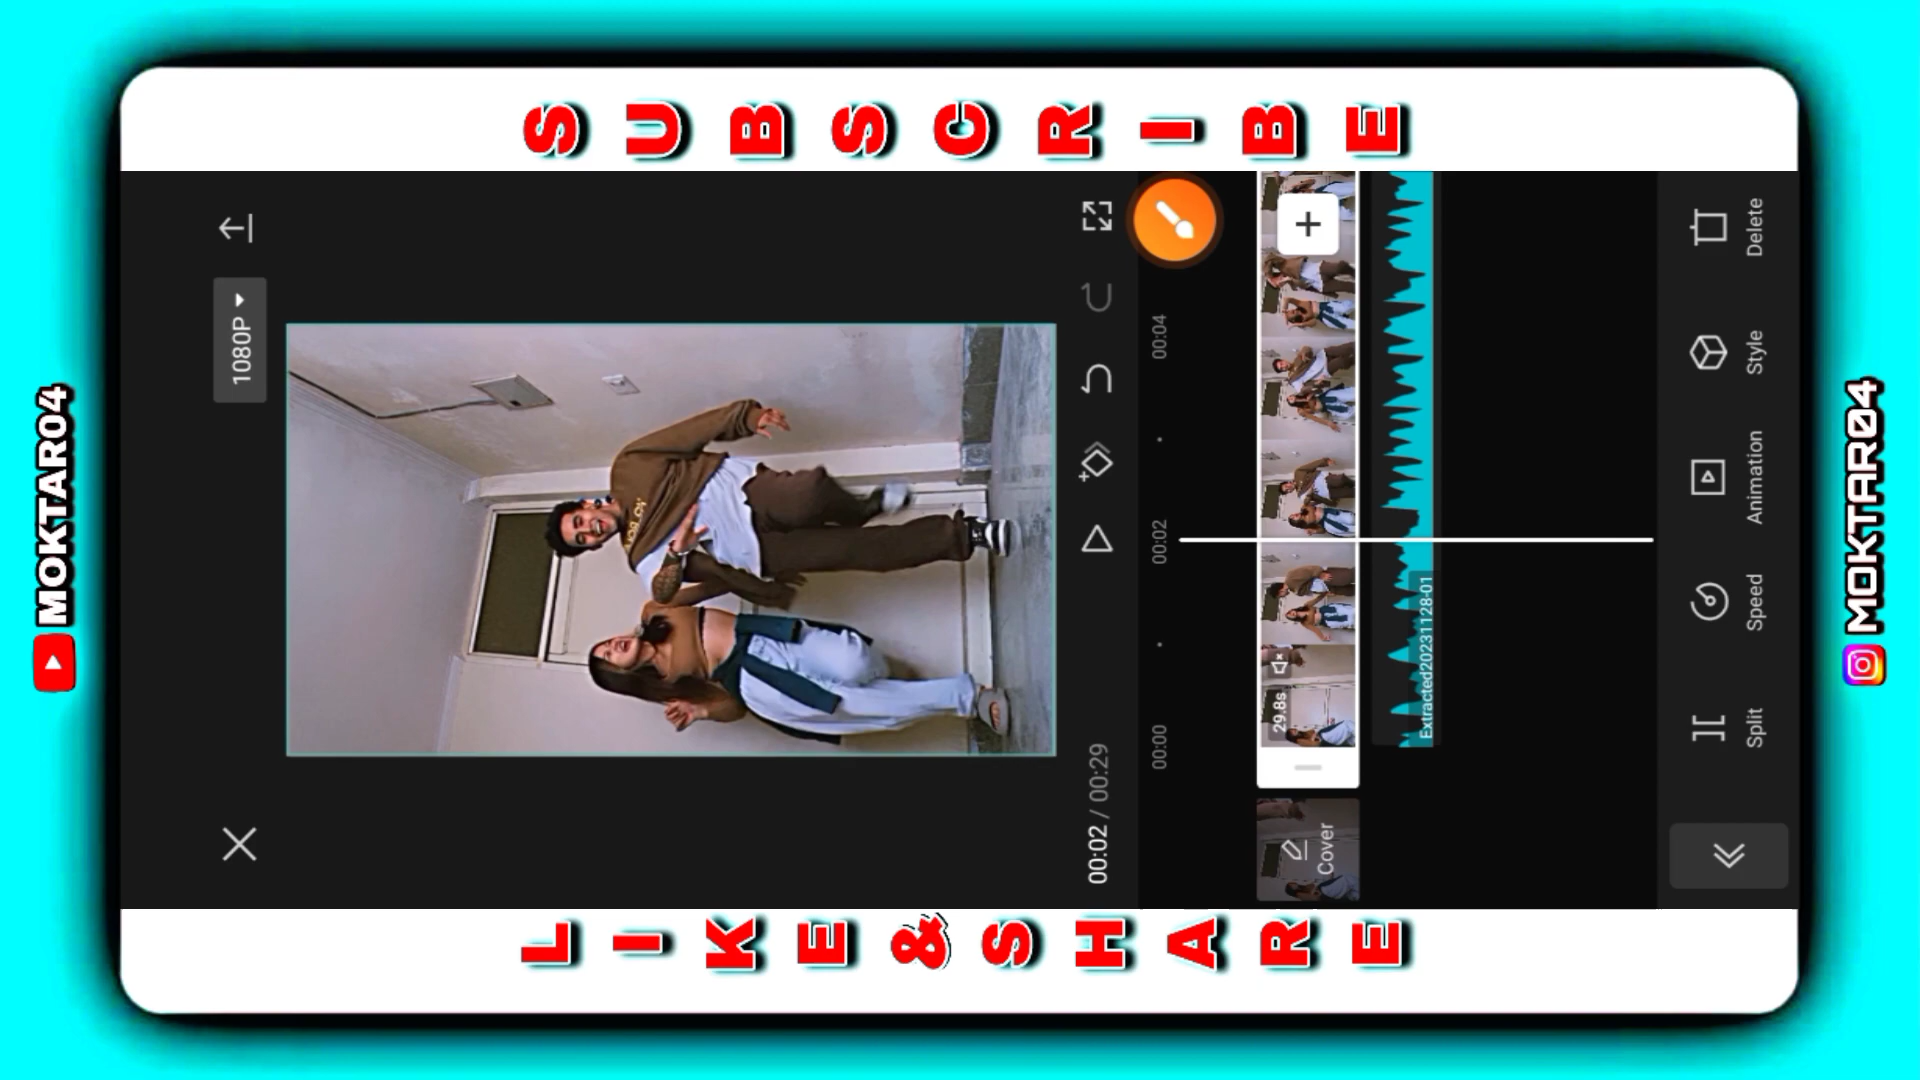 SUBSCRIBE
MOKTAR04
1080P
00:02 / 00:29
00:00
00:02
00:04
Cover
29.8s
Extracted20231128-01
Split
Speed
Animation
Style
Delete
LIKE&SHARE
MOKTAR04